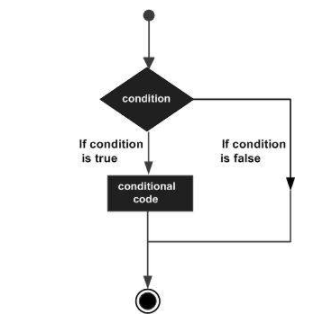 condition
If condition
is true
If condition
is false
conditional
code